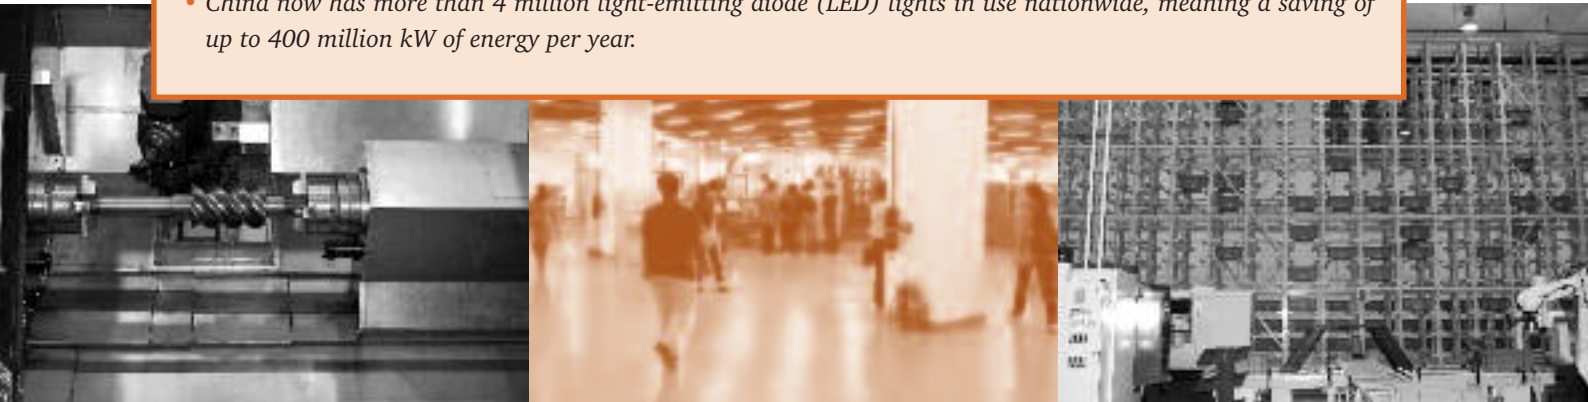 • China now has more than 4 million light-emitting diode (LED) lights in use nationwide, meaning a saving of
up to 400 million kW of energy per year.